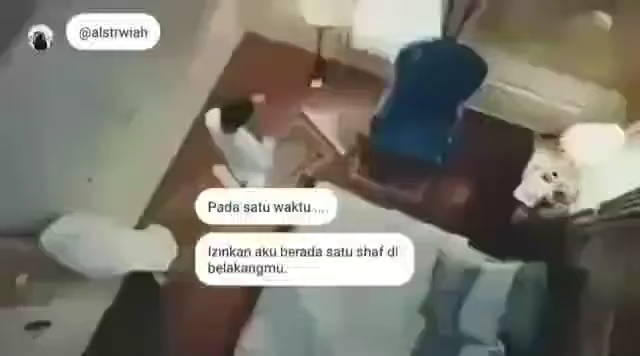 @alstrwiah
Pada satu waktu....
Izinkan aku berada satu shaf di
belakangmu.